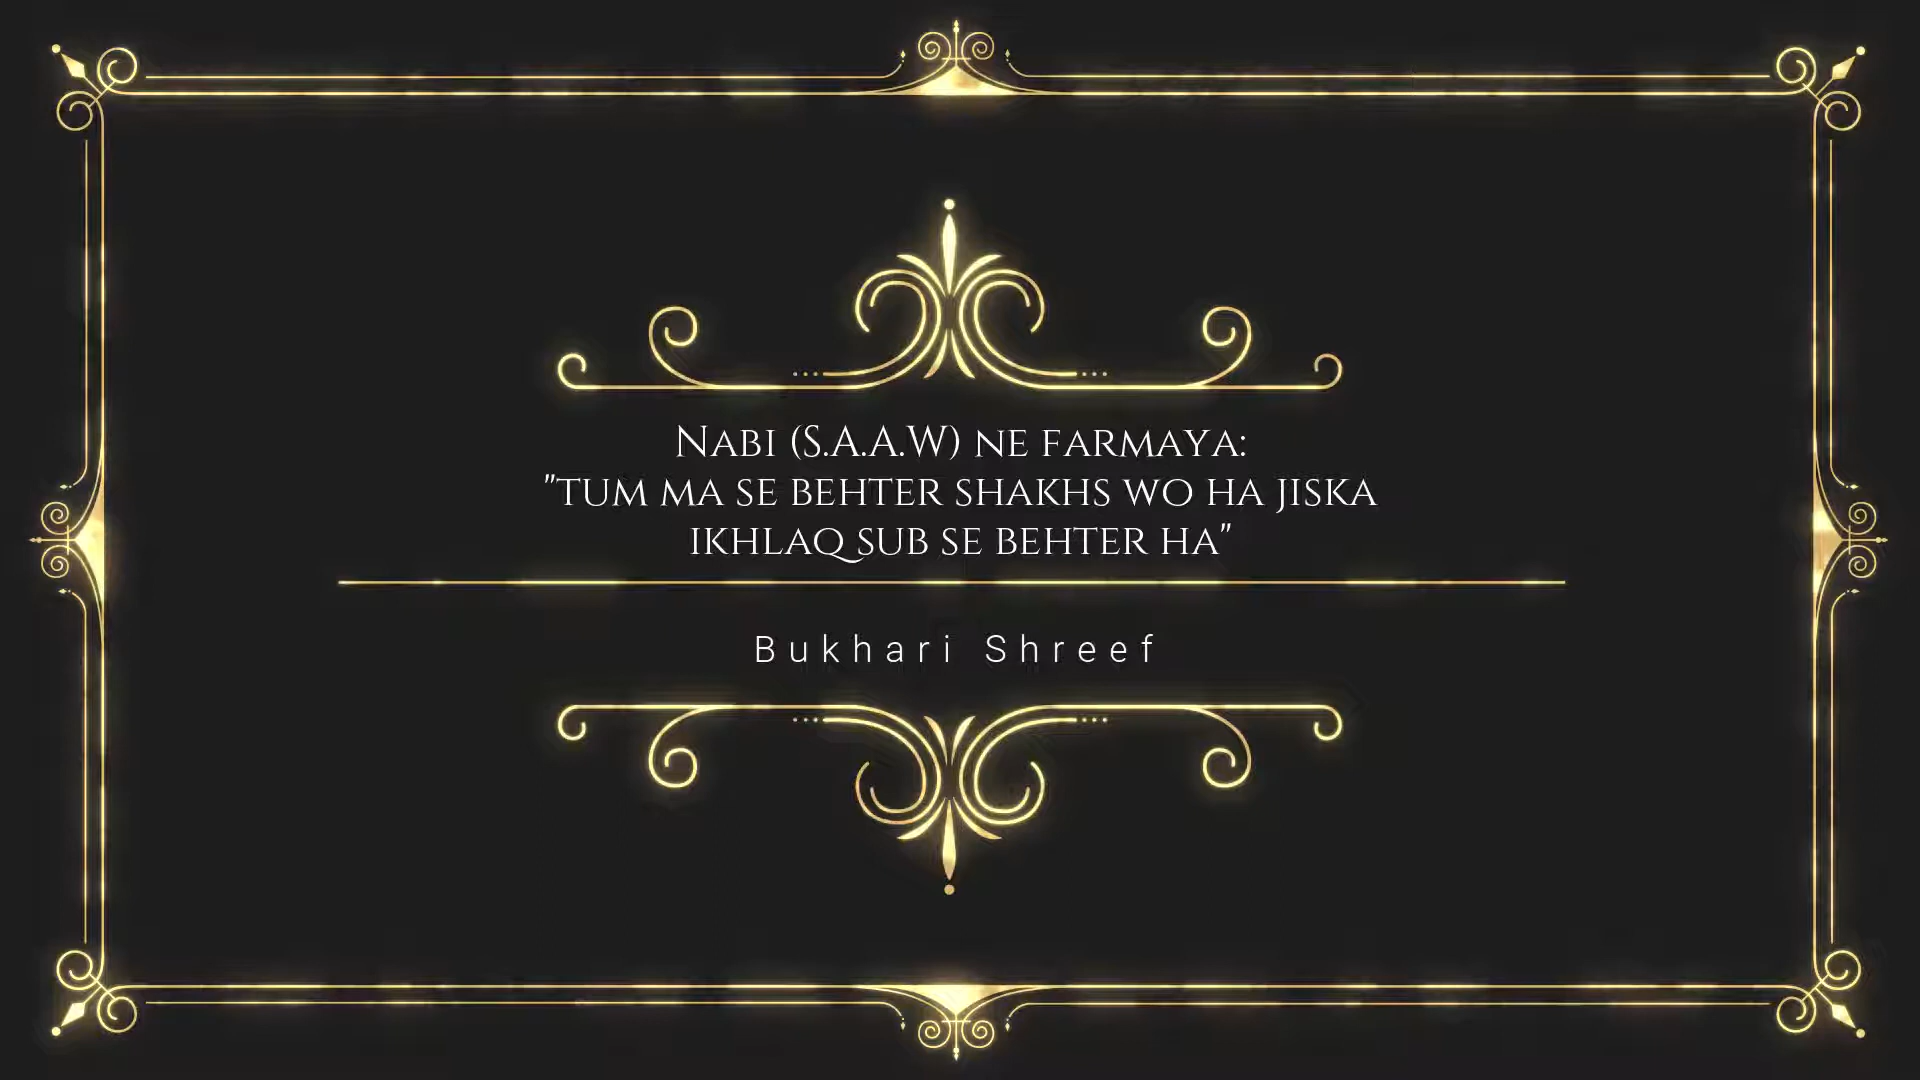 Nabi (S.A.A.W) ne farmaya:
"tum ma se behter shakhs wo ha jiska
ikhlaq sub se behter ha"
Bukhari Shreef